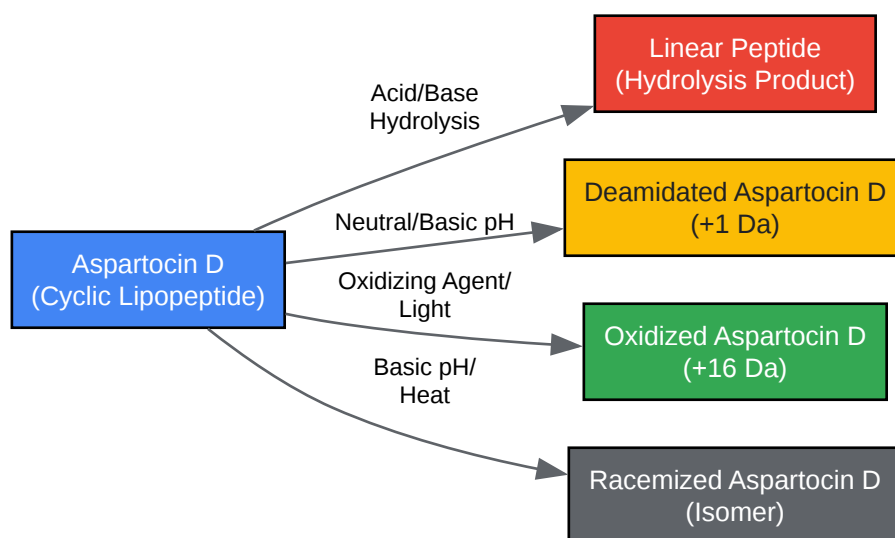 Linear Peptide
(Hydrolysis Product)
Acid/Base
Hydrolysis
Deamidated Aspartocin D
(+1 Da)
Neutral/Basic pH
Aspartocin D
(Cyclic Lipopeptide)
Oxidizing Agent/
Light
Oxidized Aspartocin D
(+16 Da)
Basic pH/
Heat
Racemized Aspartocin D
(Isomer)